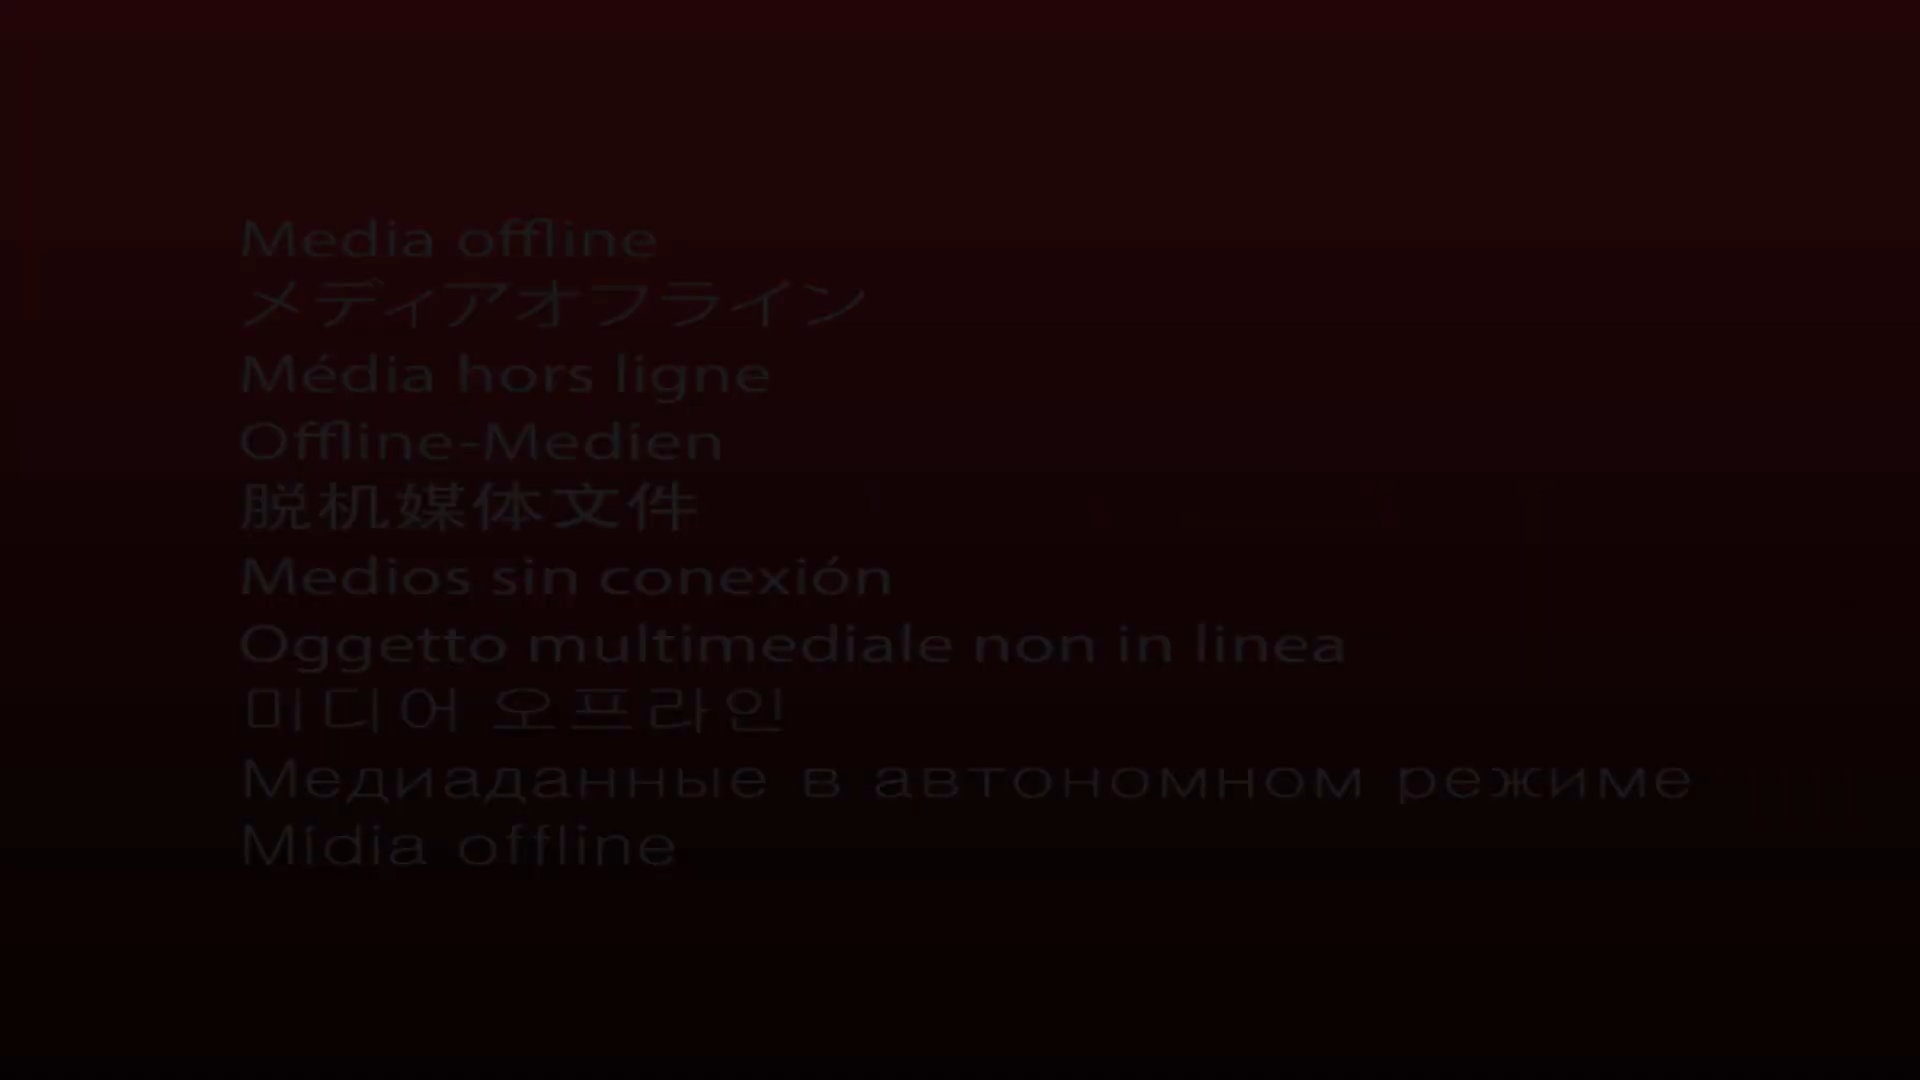 Media offline
メディアオフライン
Média hors ligne
Offline-Medien
脱机媒体文件
Medios sin conexión
Oggetto multimediale non in linea
미디어 오프라인
Медиаданные в автономном режиме
Mídia offline